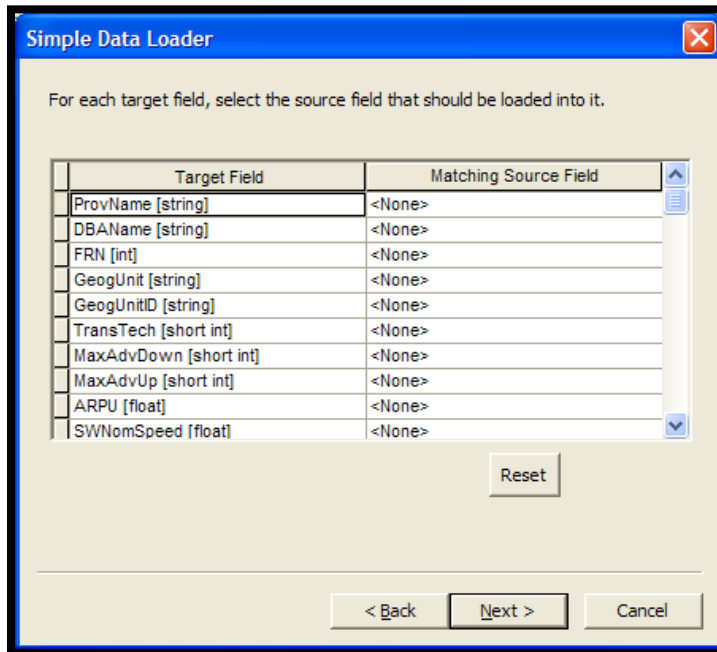 Simple Data Loader
For each target field, select the source field that should be loaded into it.
Target Field Matching Source Field
ProvName [string] <None>
DBAName [string] <None>
FRN [int] <None>
GeogUnit [string] <None>
GeogUnitID [string] <None>
TransTech [short int] <None>
MaxAdvDown [short int] <None>
MaxAdvUp [short int] <None>
ARPU [float] <None>
SWNomSpeed [float] <None>
Reset
< Back Next > Cancel